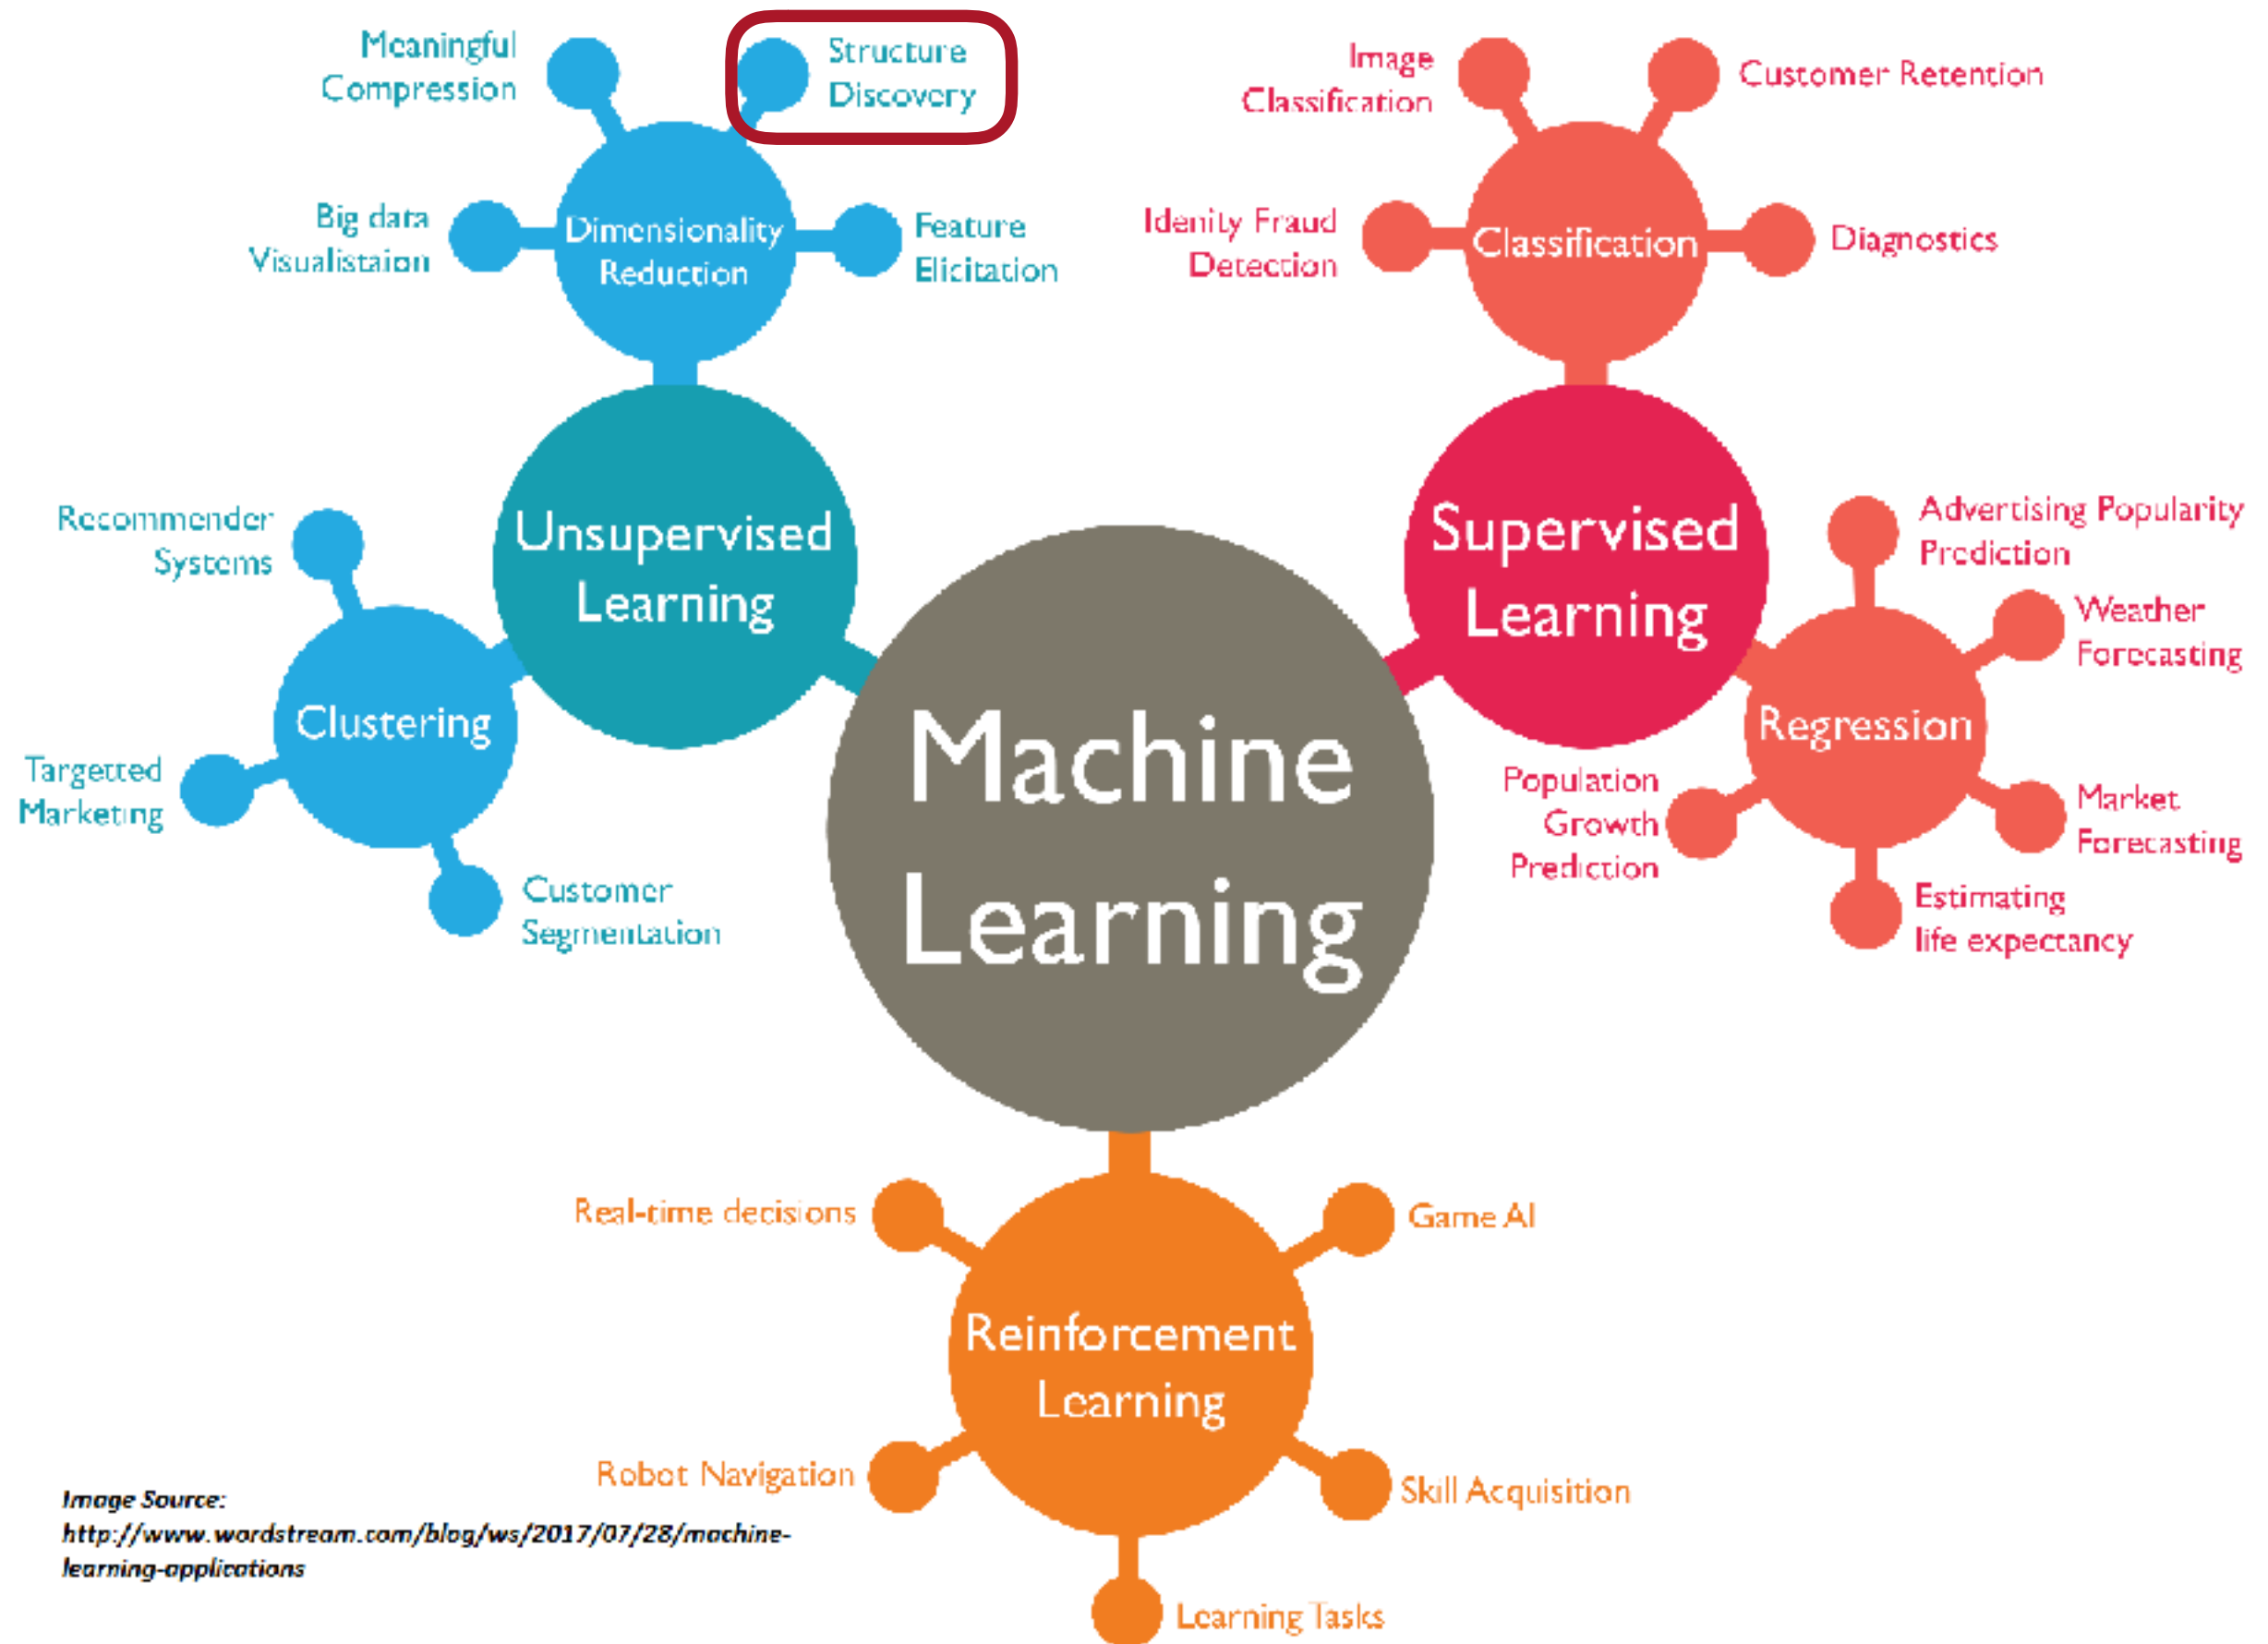 Meaningful
Compression
Structure
Discovery
Big data
Visualistaion
Dimensionality
Reduction
Feature
Elicitation
Image
Classification
Customer Retention
Idenity Fraud
Detection
Classification
Diagnostics
Unsupervised
Learning
Supervised
Learning
Recommender
Systems
Clustering
Targetted
Marketing
Customer
Segmentation
Machine
Learning
Advertising Popularity
Prediction
Weather
Forecasting
Regression
Population
Growth
Prediction
Market
Forecasting
Estimating
life expectancy
Real-time decisions
Game AI
Reinforcement
Learning
Robot Navigation
Skill Acquisition
Learning Tasks
Image Source:
http://www.wordstream.com/blog/ws/2017/07/28/machine-
learning-applications